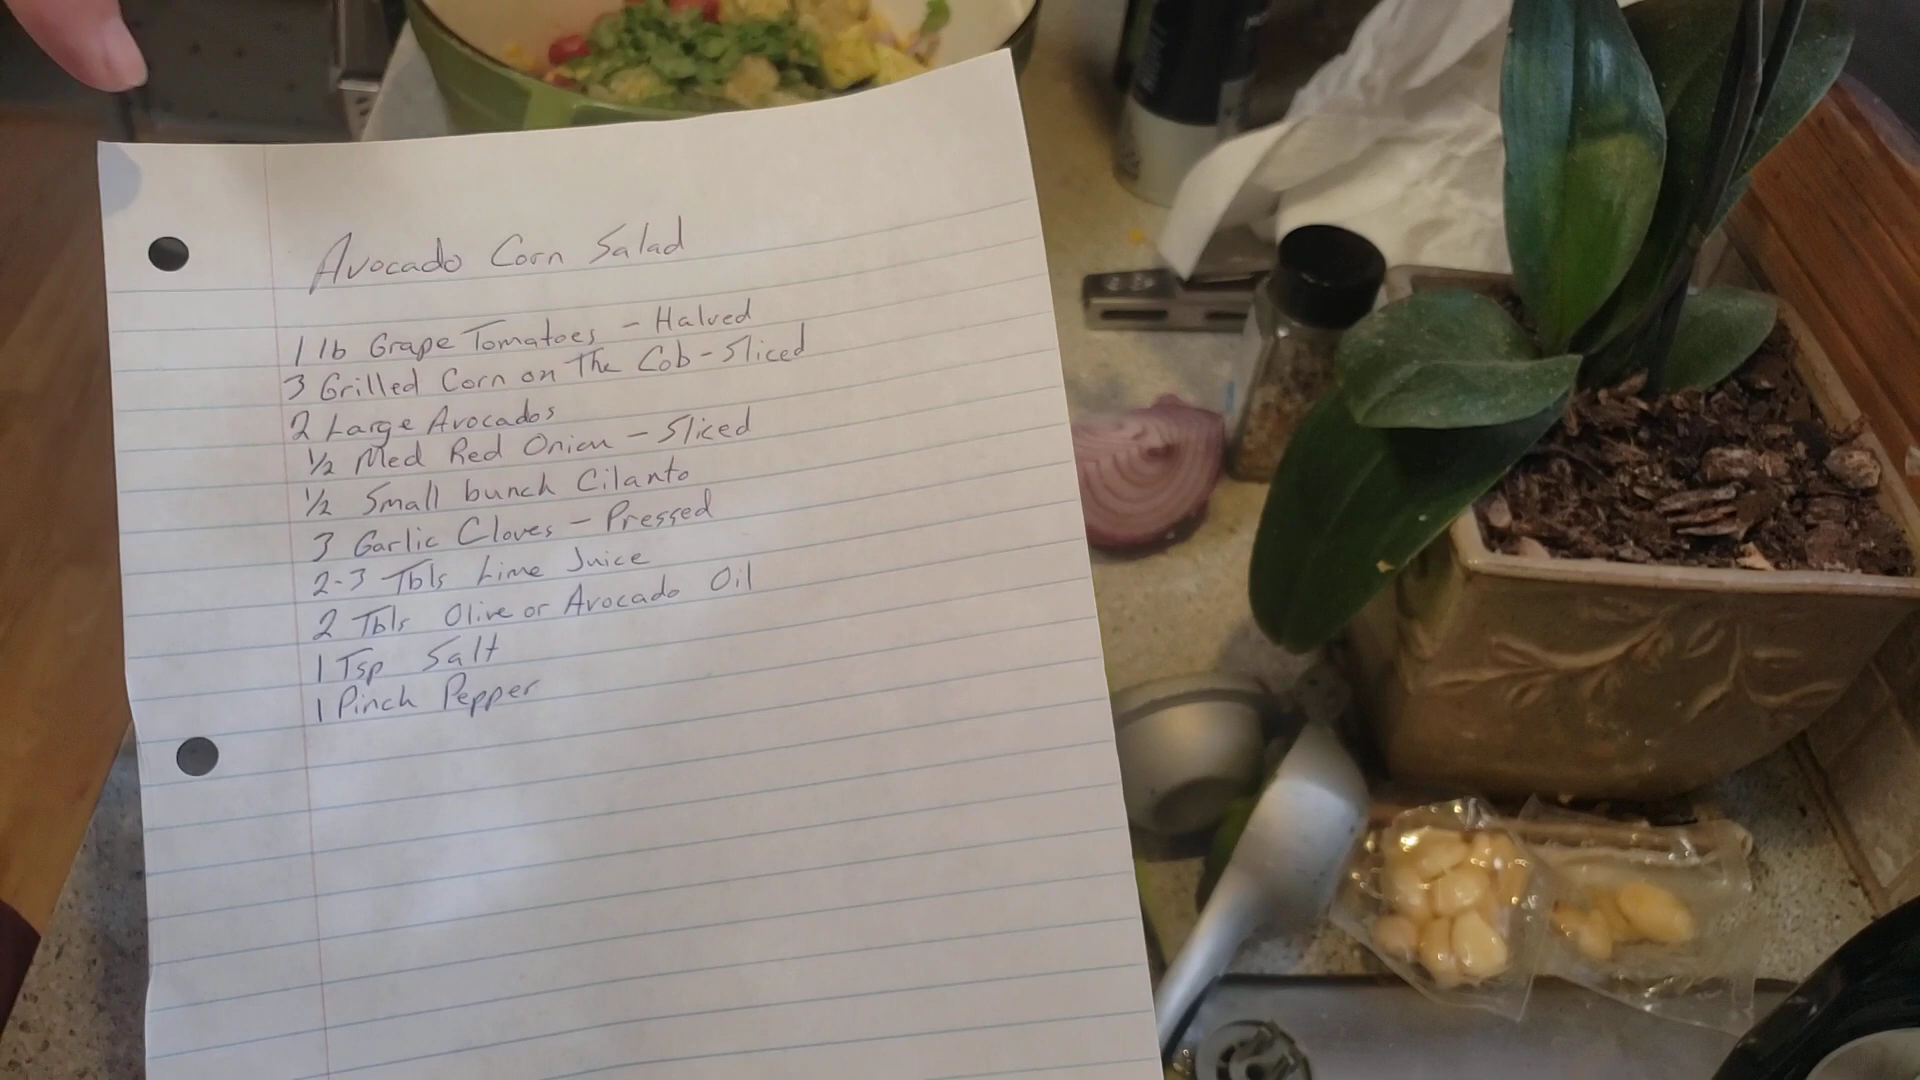 Avocado Corn Salad
1 lb Grape Tomatoes - Halved
3 Grilled Corn on The Cob - Sliced
2 Large Avocados
1/2 Med Red Onion - Sliced
1/2 Small bunch Cilanto
3 Garlic Cloves - Pressed
2-3 Tbls Lime Juice
2 Tbls Olive or Avocado Oil
1 Tsp Salt
1 Pinch Pepper